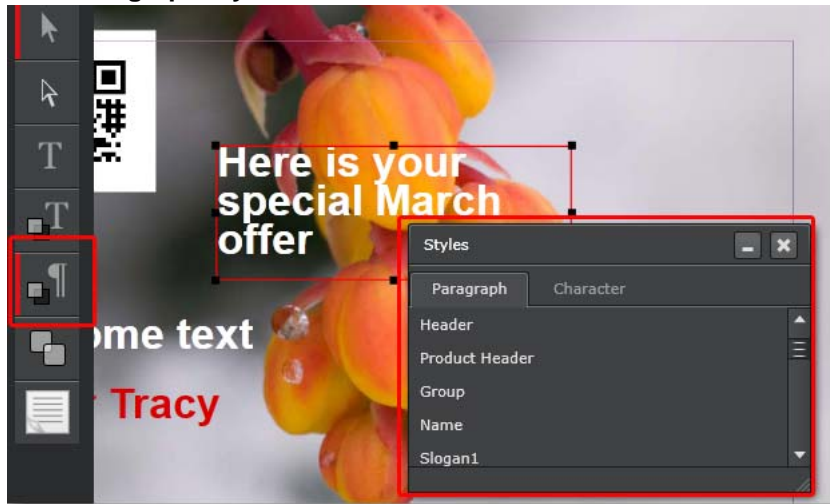 Here is your
special March
offer
Styles
Paragraph Character
Header
Product Header
Group
Name
Slogan1
ome text
Tracy
T
T
¶